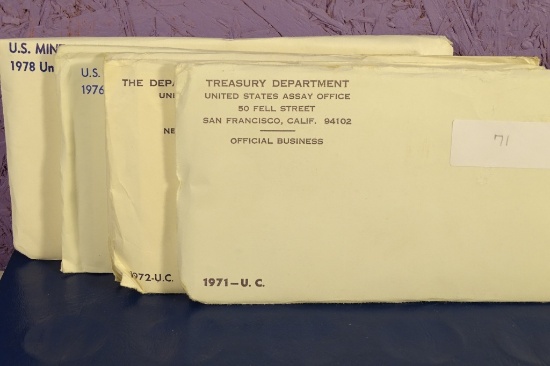 U.S. MIN
1978 Un
U.S.
1976
THE DEPA
UNI
NE
1972-U.C.
TREASURY DEPARTMENT
UNITED STATES ASSAY OFFICE
50 FELL STREET
SAN FRANCISCO, CALIF. 94102
OFFICIAL BUSINESS
71
1971-U. C.